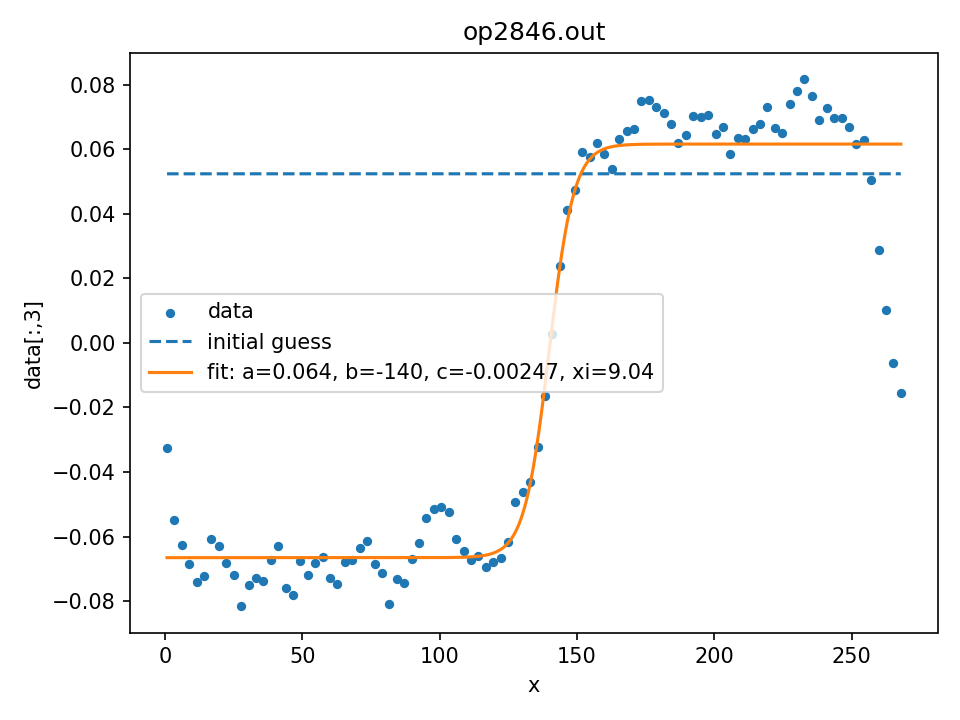 op2846.out
0.08
0.06
0.04
0.02
0.00
−0.02
−0.04
−0.06
−0.08
data[:,3]
data
initial guess
fit: a=0.064, b=-140, c=-0.00247, xi=9.04
0 50 100 150 200 250
x